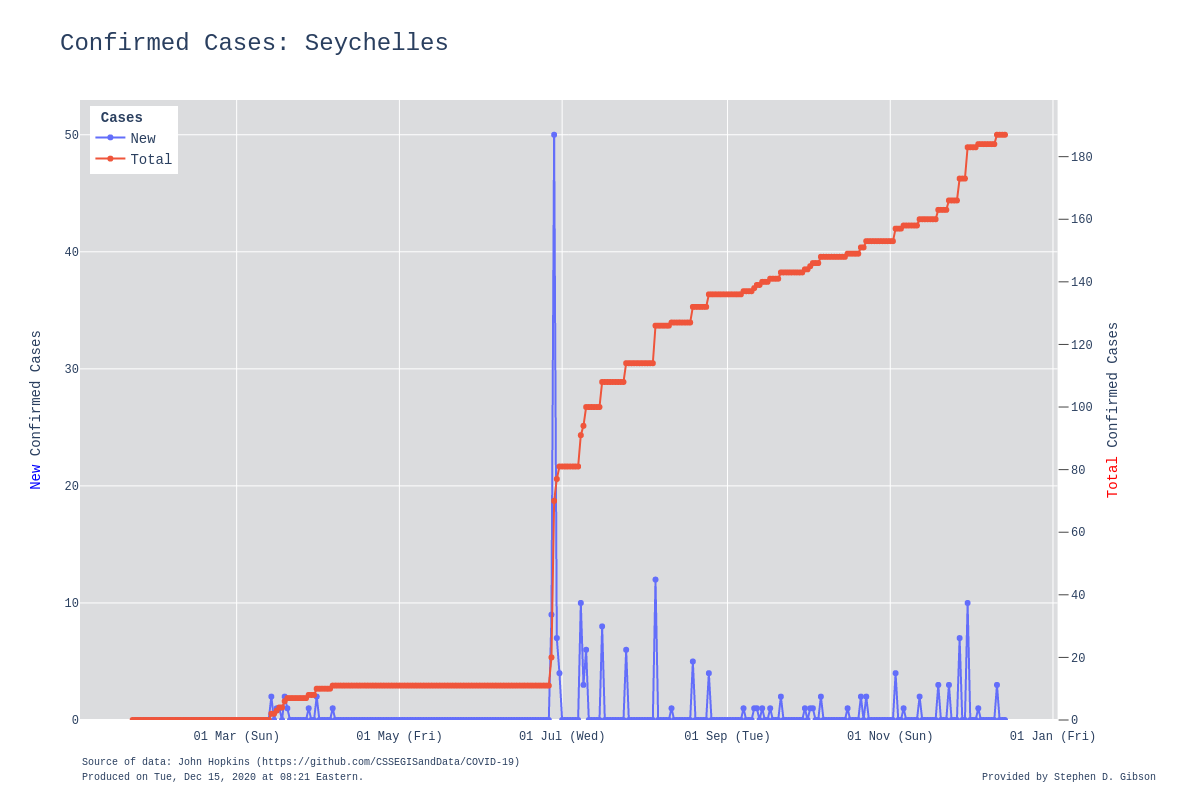 Confirmed Cases: Seychelles
Cases
New
Total
50
40
30
20
10
0
New Confirmed Cases
180
160
140
120
100
80
60
40
20
0
Total Confirmed Cases
01 Mar (Sun)
01 May (Fri)
01 Jul (Wed)
01 Sep (Tue)
01 Nov (Sun)
01 Jan (Fri)
Source of data: John Hopkins (https://github.com/CSSEGISandData/COVID-19)
Produced on Tue, Dec 15, 2020 at 08:21 Eastern.
Provided by Stephen D. Gibson